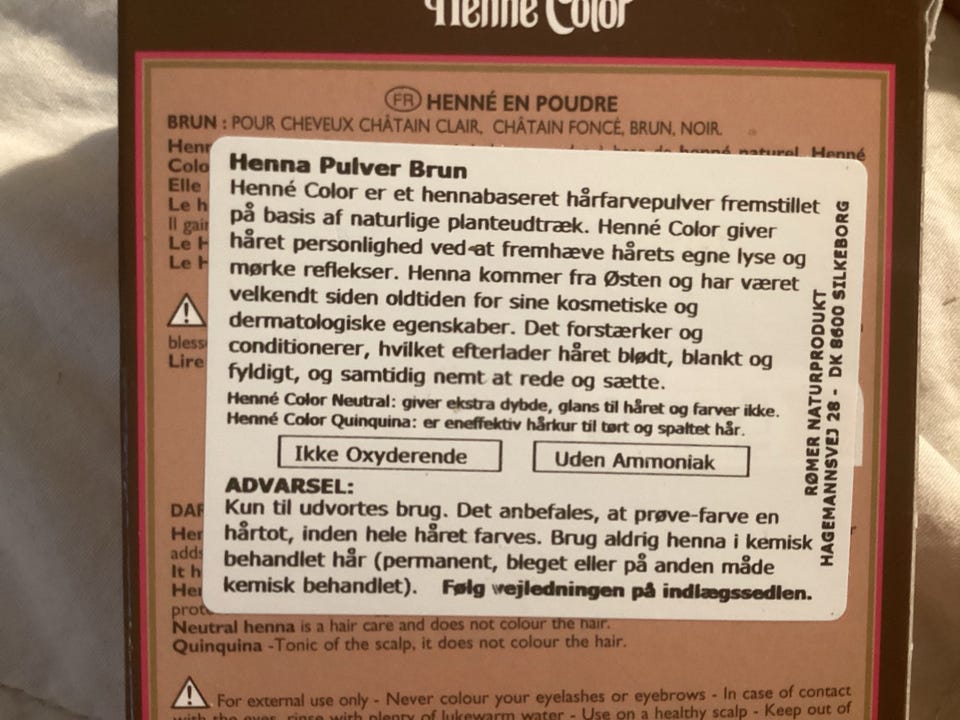 Henné Color
FR HENNÉ EN POUDRE
BRUN : POUR CHEVEUX CHÂTAIN CLAIR, CHÂTAIN FONCÉ, BRUN, NOIR.
de henné naturel. Henné
Elle
Henna Pulver Brun
Henné Color er et hennabaseret hårfarvepulver fremstillet
på basis af naturlige planteudtræk. Henné Color giver
håret personlighed ved at fremhæve hårets egne lyse og
mørke reflekser. Henna kommer fra Østen og har været
velkendt siden oldtiden for sine kosmetiske og
dermatologiske egenskaber. Det forstærker og
conditionerer, hvilket efterlader håret blødt, blankt og
fyldigt, og samtidig nemt at rede og sætte.
Henné Color Neutral: giver ekstra dybde, glans til håret og farver ikke.
Henné Color Quinquina: er eneffektiv hårkur til tørt og spaltet hår.
Ikke Oxyderende
Uden Ammoniak
ADVARSEL:
Kun til udvortes brug. Det anbefales, at prøve-farve en
hårtot, inden hele håret farves. Brug aldrig henna i kemisk
behandlet hår (permanent, bleget eller på anden måde
kemisk behandlet). Følg vejledningen på indlægssedlen.
RØMER NATURPRODUKT
HAGEMANNSVEJ 28 - DK 8600 SILKEBORG
Lire
It h
Neutral henna is a hair care and does not colour the hair.
Quinquina -Tonic of the scalp, it does not colour the hair.
For external use only - Never colour your eyelashes or eyebrows - In case of contact
with the eyes, rinse with plenty of lukewarm water - Use on a healthy scalp - Keep out of